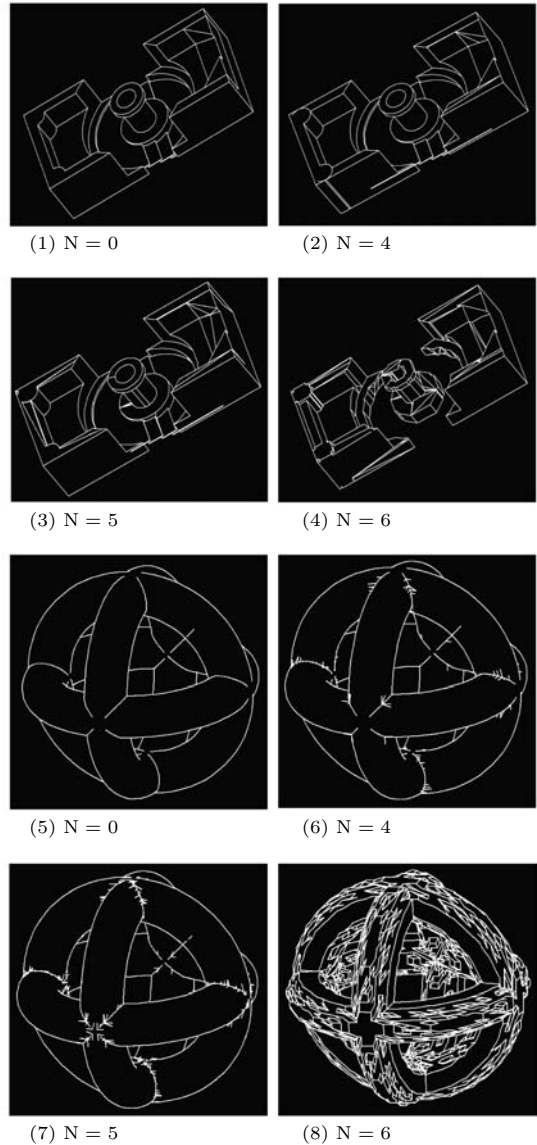 (1) N = 0
(2) N = 4
(3) N = 5
(4) N = 6
(5) N = 0
(6) N = 4
(7) N = 5
(8) N = 6